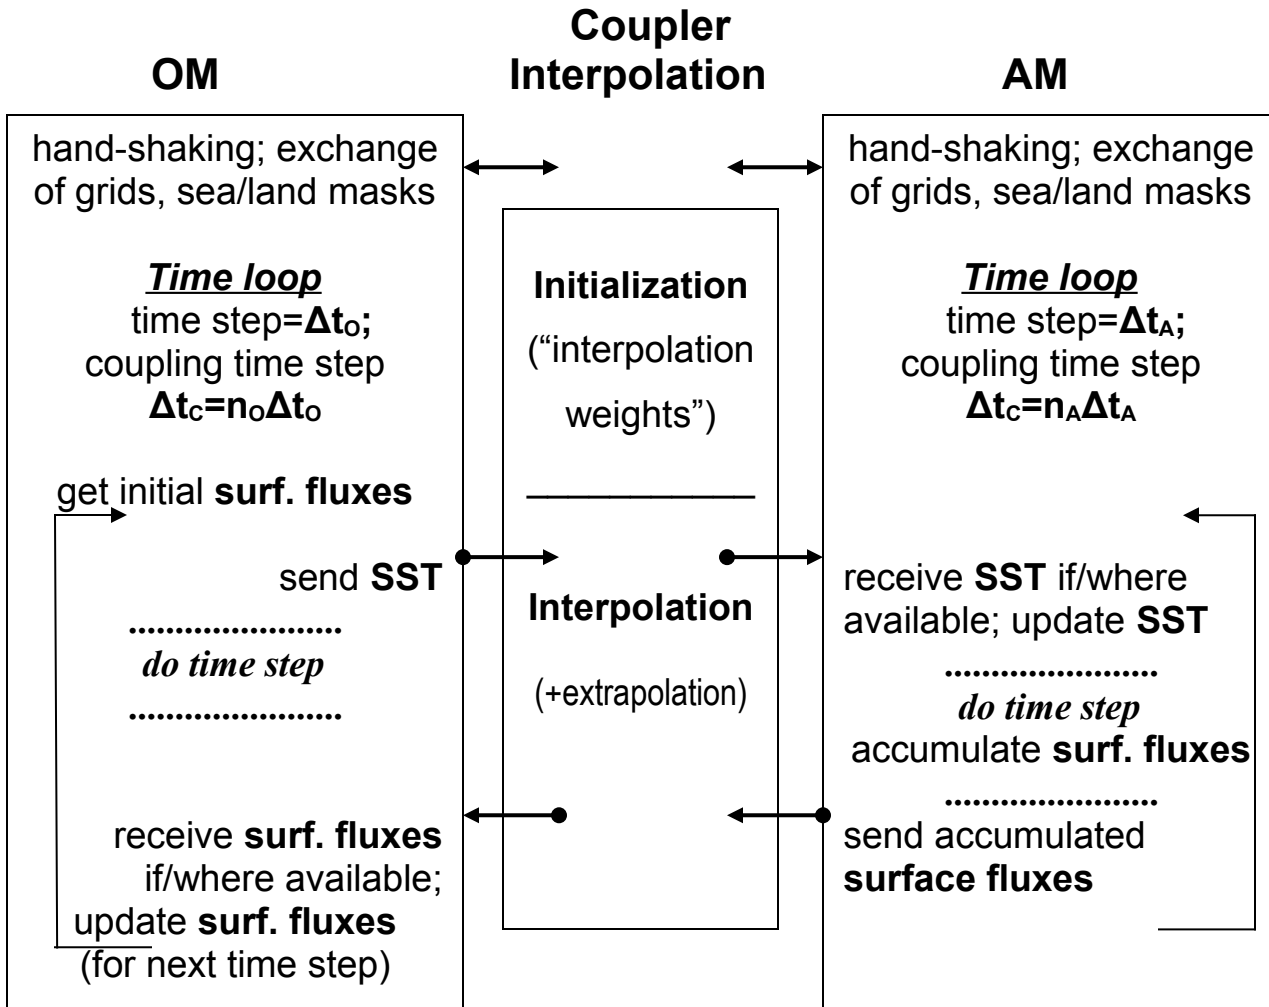 OM
Coupler
Interpolation
AM
hand-shaking; exchange
of grids, sea/land masks
Time loop
time step=Δtₒ;
coupling time step
Δt꜀=nₒΔtₒ
get initial surf. fluxes
send SST
.......................
do time step
.......................
receive surf. fluxes
if/where available;
update surf. fluxes
(for next time step)
Initialization
(“interpolation
weights”)
Interpolation
(+extrapolation)
hand-shaking; exchange
of grids, sea/land masks
Time loop
time step=ΔtA;
coupling time step
ΔtC=nAΔtA
receive SST if/where
available; update SST
.......................
do time step
accumulate surf. fluxes
.......................
send accumulated
surface fluxes